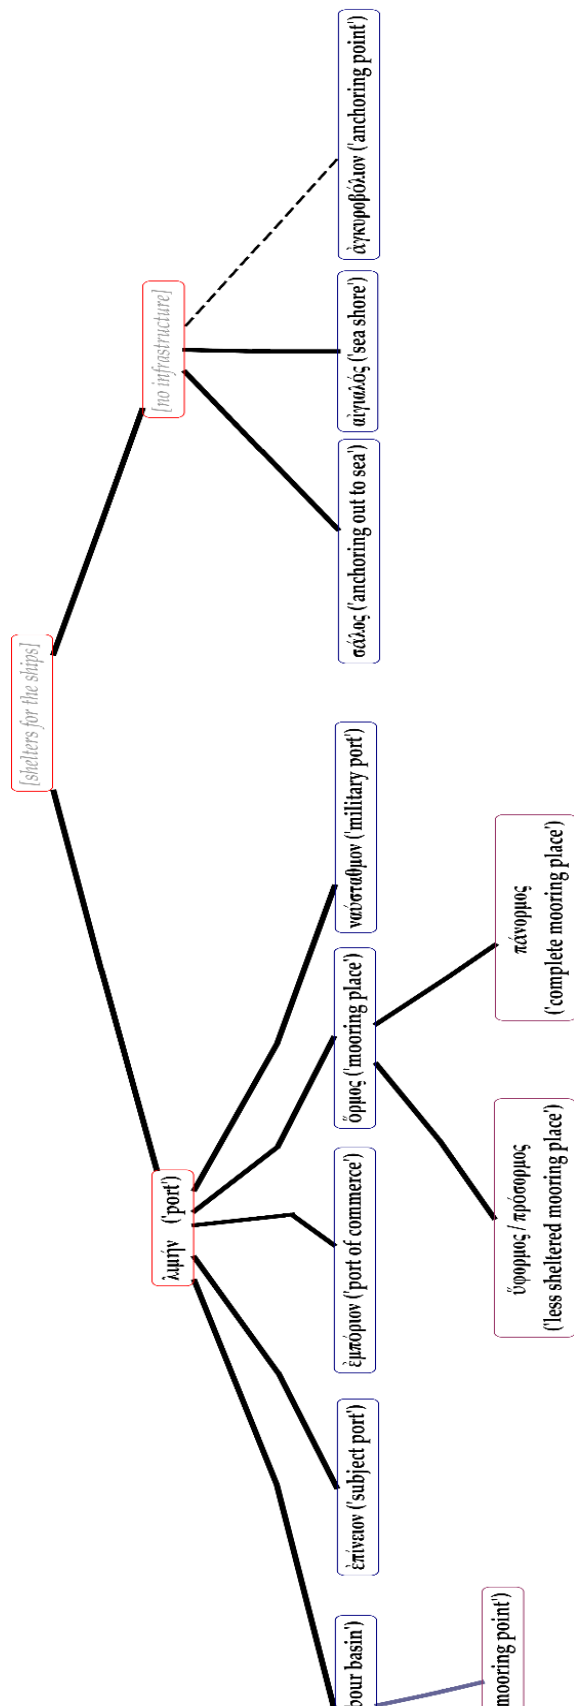 [shelters for the ships]
λιμήν ('port')
[no infrastructure]
basin')
ἐπίνειον ('subject port')
ἐμπόριον ('port of commerce')
ὅρμος ('mooring place')
ναύσταθμον ('military port')
σάλος ('anchoring out to sea')
αἰγιαλός ('sea shore')
ἀγκυροβόλιον ('anchoring point')
mooring point')
ὕφορμος / πρόσορμος
('less sheltered mooring place')
πάνορμος
('complete mooring place')